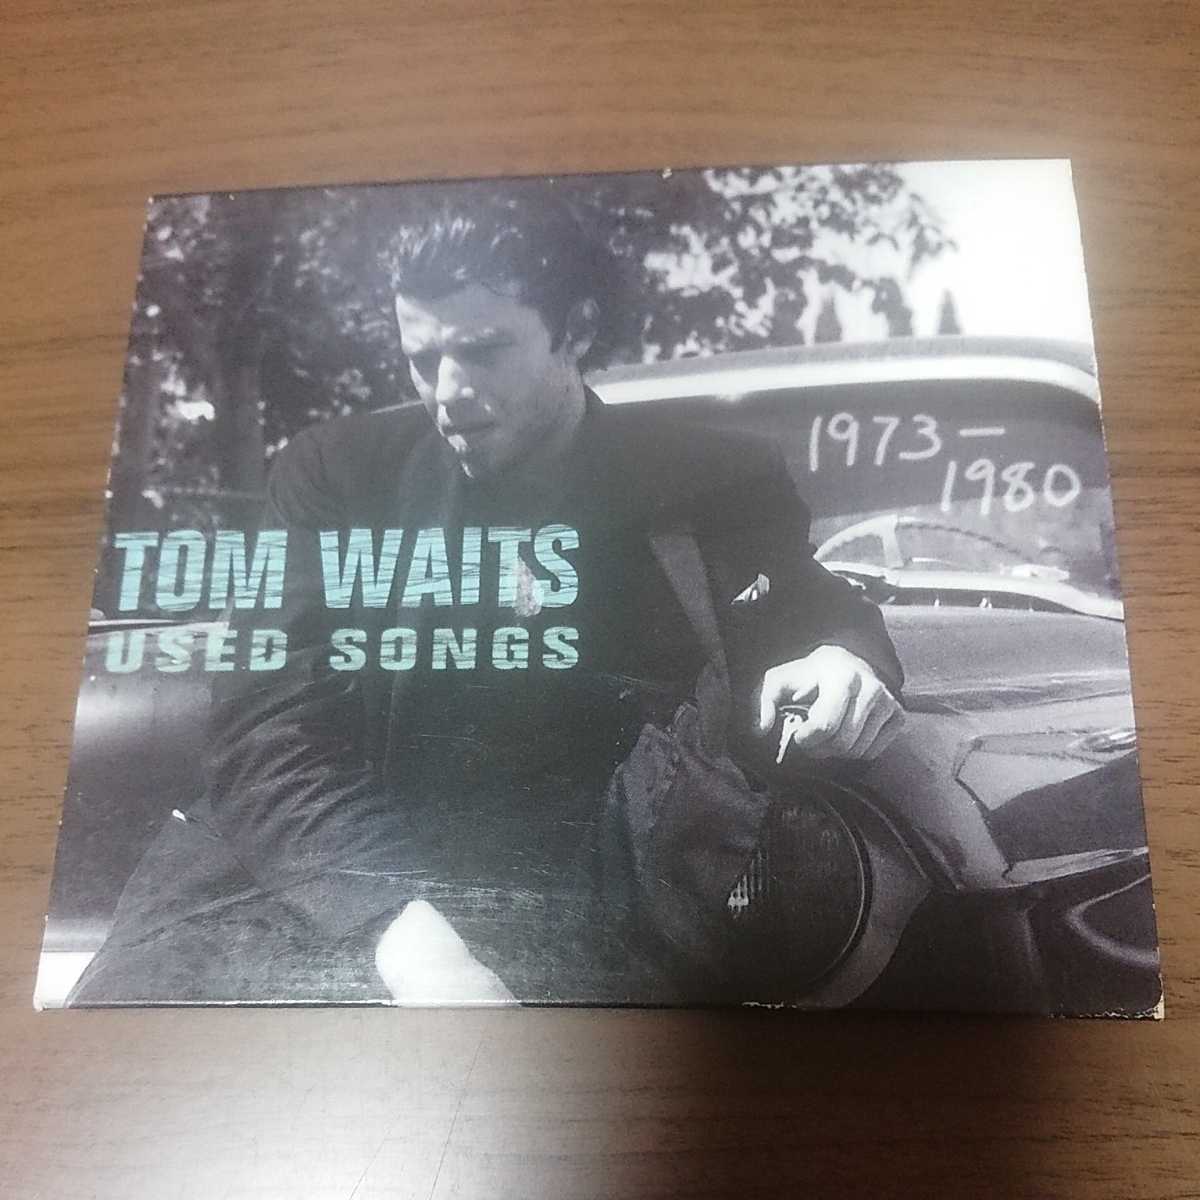 1973 –
1980
TOM WAITS
USED SONGS